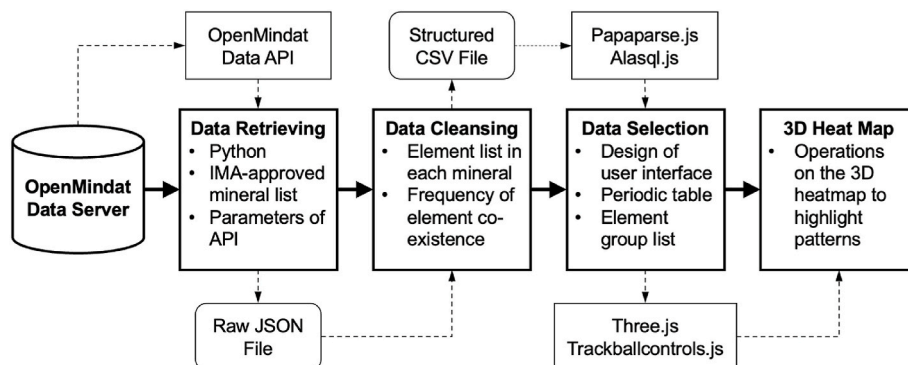 OpenMindat
Data API
Structured
CSV File
Papaparse.js
Alasql.js
OpenMindat
Data Server
Data Retrieving
• Python
• IMA-approved
mineral list
• Parameters of
API
Data Cleansing
• Element list in
each mineral
• Frequency of
element co-
existence
Data Selection
• Design of
user interface
• Periodic table
• Element
group list
3D Heat Map
• Operations
on the 3D
heatmap to
highlight
patterns
Raw JSON
File
Three.js
Trackballcontrols.js